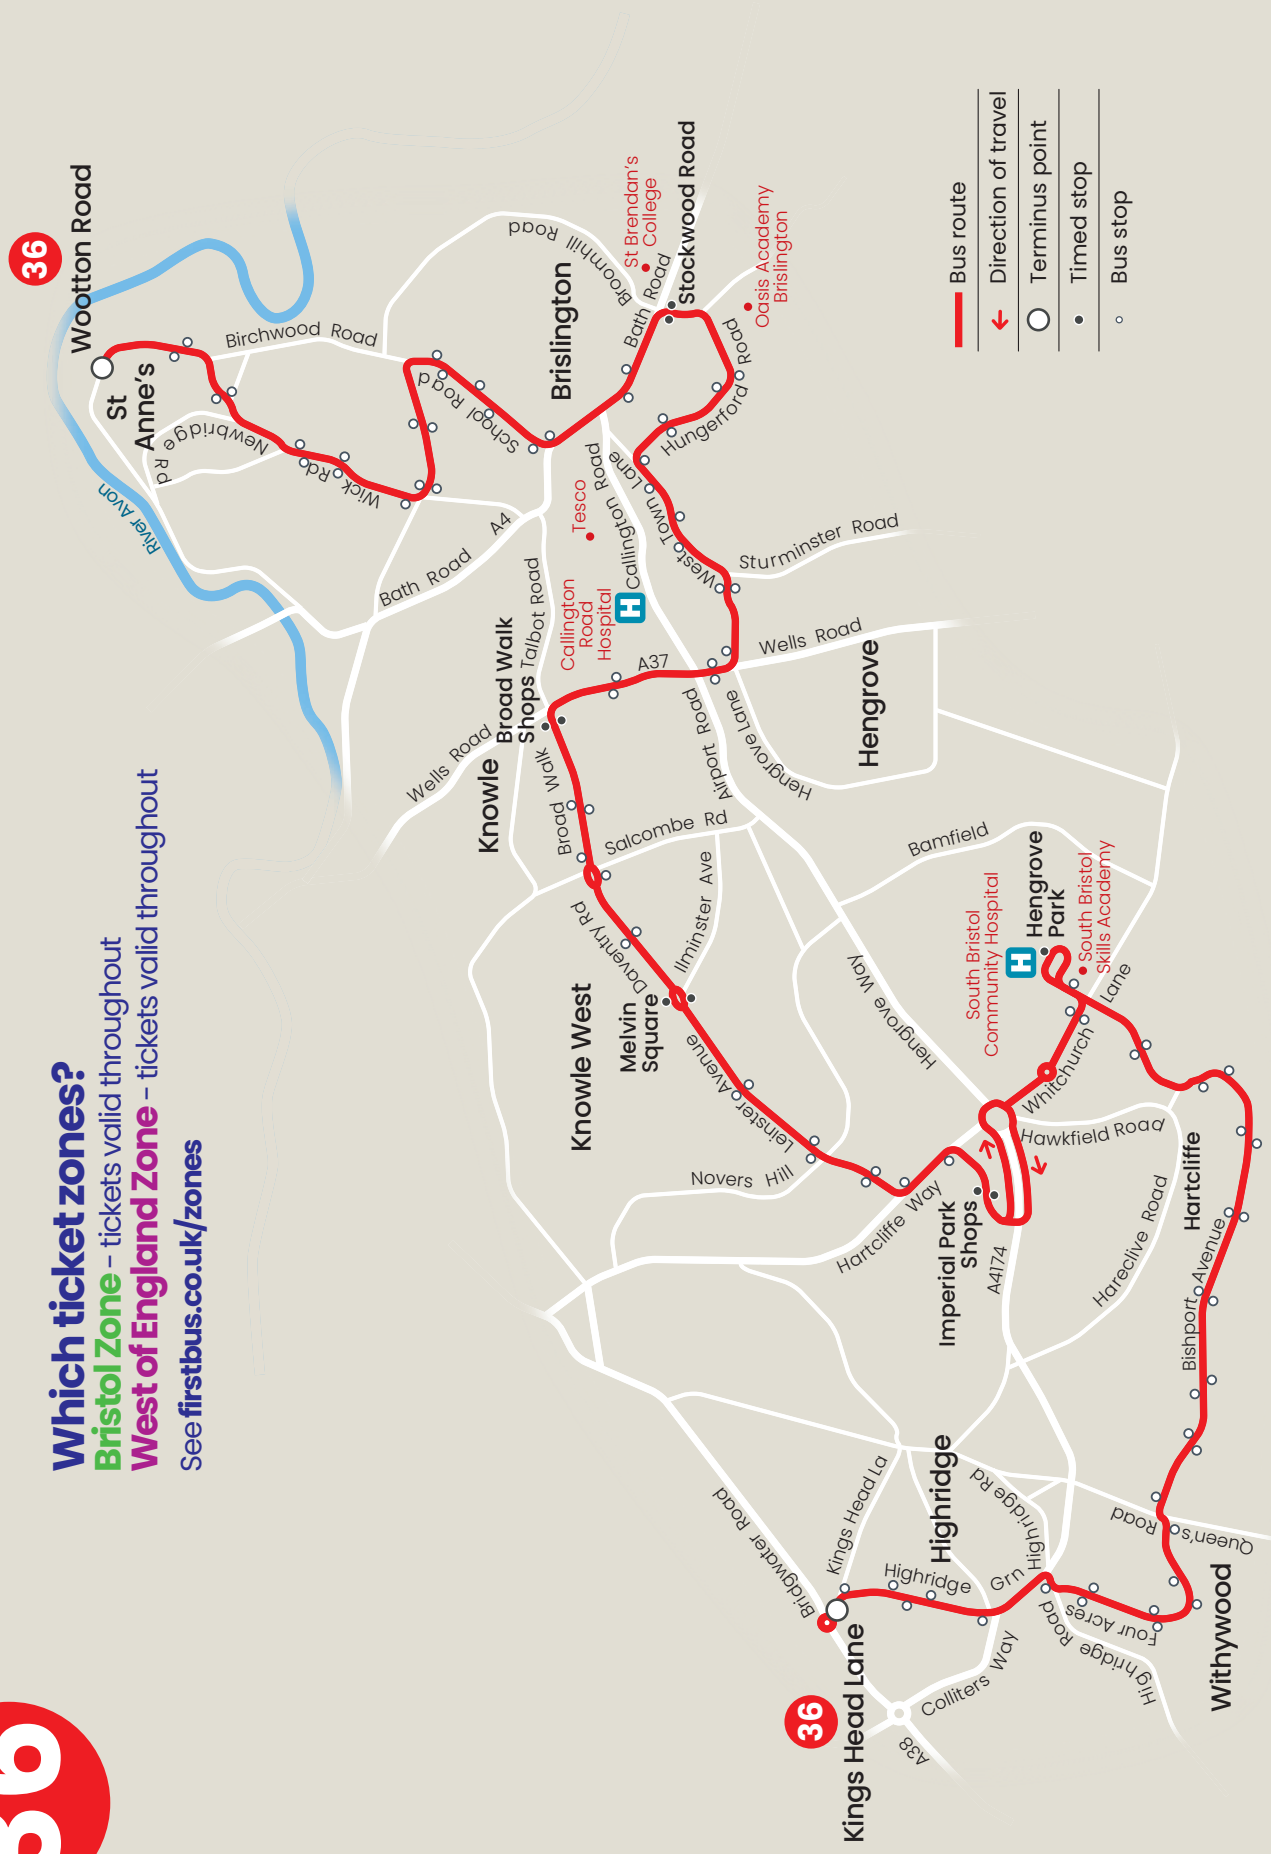 36
Which ticket zones?
Bristol Zone – tickets valid throughout
West of England Zone – tickets valid throughout
See firstbus.co.uk/zones
36
Wootton Road
St
Anne's
River Avon
Birchwood Road
Newbridge
Rd
Wick Rd
School Road
Broomhill Road
Brislington
St Brendan's
College
Bath Road
Stockwood Road
Oasis Academy
Brislington
Hungerford Road
West Town Lane
Callington Road
Tesco
Callington
Road
Hospital
H
A4
Bath Road
Talbot Road
Sturminster Road
Wells Road
A37
Broad Walk
Shops
Wells Road
Knowle
Broad Walk
Airport Road
Hengrove Lane
Hengrove
Salcombe Rd
Daventry Rd
Ilminster Ave
Melvin
Square
Knowle West
Leinster Avenue
Novers Hill
Hengrove Way
Bamfield
South Bristol
Community Hospital
H
Hengrove
Park
South Bristol
Skills Academy
Whitchurch Lane
Hawkfield Road
Hartcliffe Way
Imperial Park
Shops
A4174
Hareclive Road
Hartcliffe
Bishport Avenue
Queen's Road
Withywood
Four Acres
Highridge Road
Highridge Grn
Highridge Rd
Highridge
Kings Head La
Bridgwater Road
Colliters Way
A38
36
Kings Head Lane
Bus route
Direction of travel
Terminus point
Timed stop
Bus stop